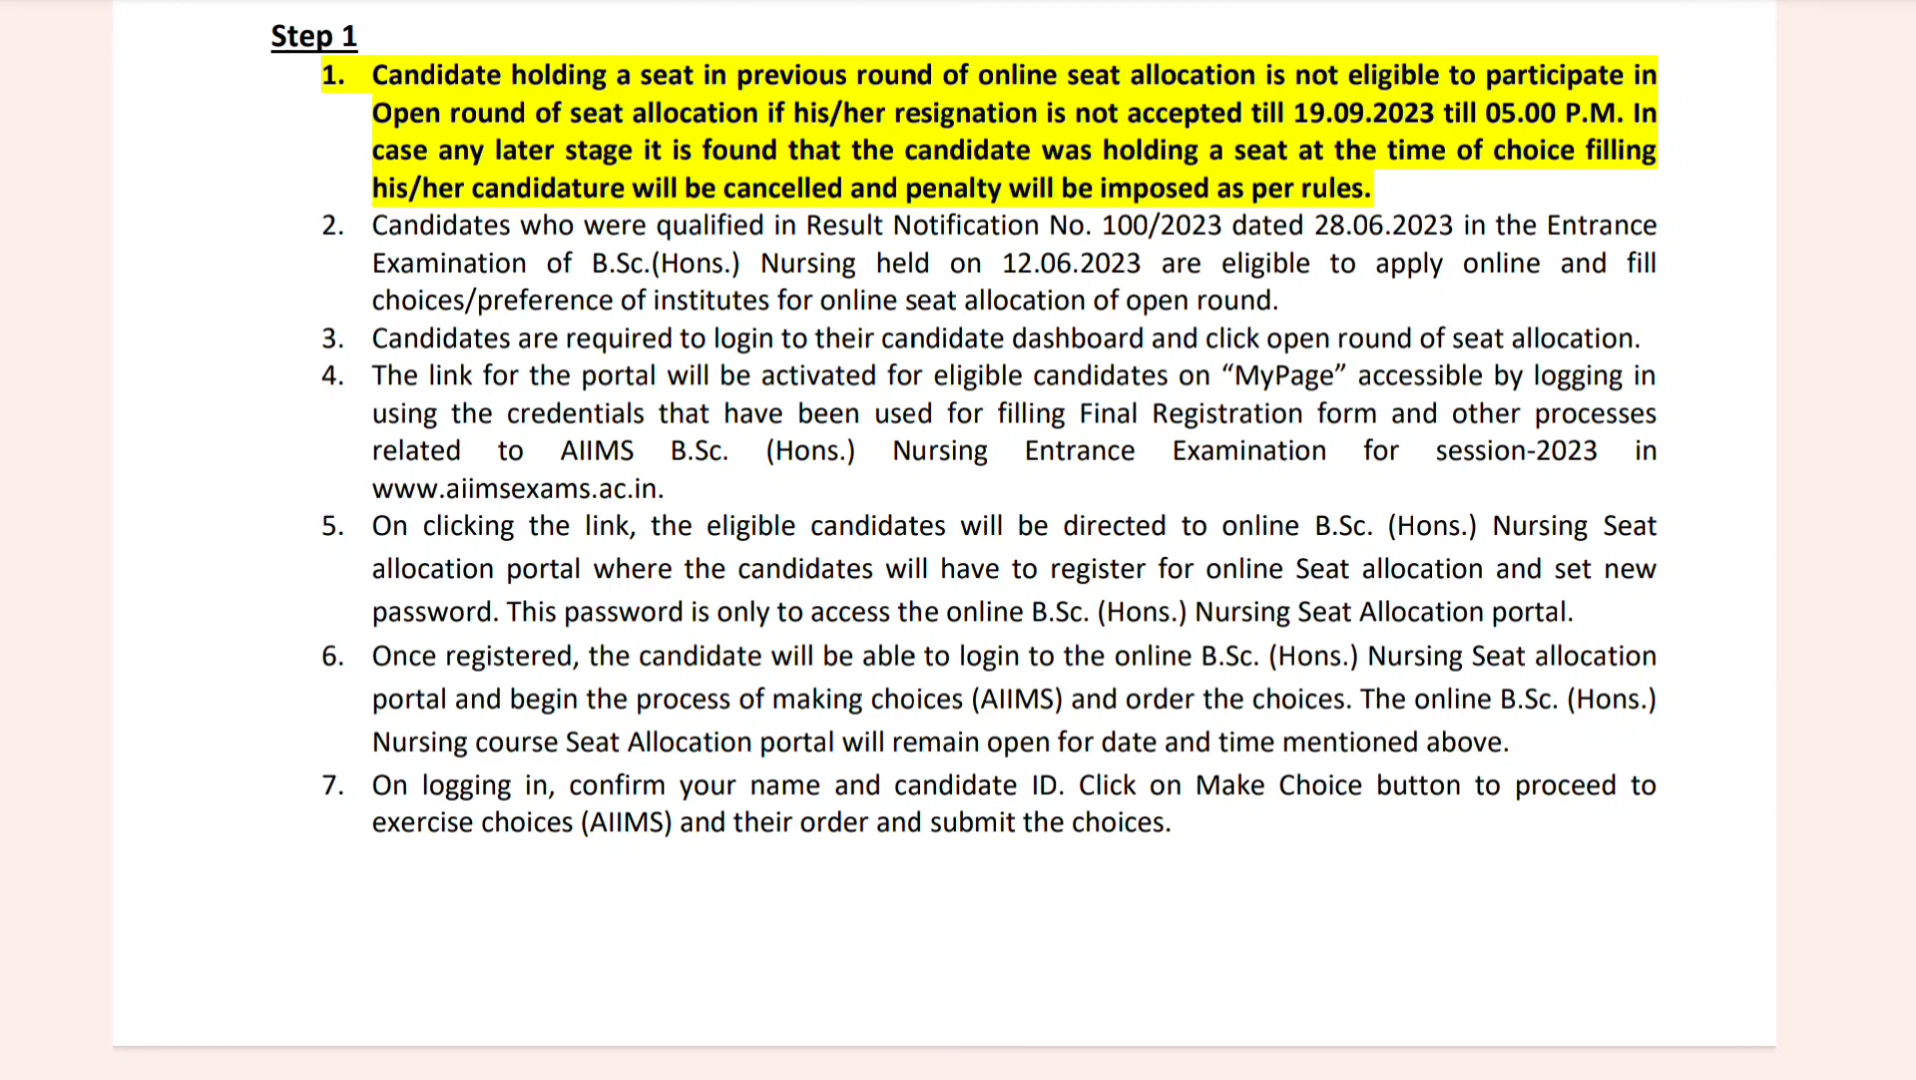 Step 1
1. Candidate holding a seat in previous round of online seat allocation is not eligible to participate in
Open round of seat allocation if his/her resignation is not accepted till 19.09.2023 till 05.00 P.M. In
case any later stage it is found that the candidate was holding a seat at the time of choice filling
his/her candidature will be cancelled and penalty will be imposed as per rules.
2. Candidates who were qualified in Result Notification No. 100/2023 dated 28.06.2023 in the Entrance
Examination of B.Sc.(Hons.) Nursing held on 12.06.2023 are eligible to apply online and fill
choices/preference of institutes for online seat allocation of open round.
3. Candidates are required to login to their candidate dashboard and click open round of seat allocation.
4. The link for the portal will be activated for eligible candidates on “MyPage” accessible by logging in
using the credentials that have been used for filling Final Registration form and other processes
related to AIIMS B.Sc. (Hons.) Nursing Entrance Examination for session-2023 in
www.aiimsexams.ac.in.
5. On clicking the link, the eligible candidates will be directed to online B.Sc. (Hons.) Nursing Seat
allocation portal where the candidates will have to register for online Seat allocation and set new
password. This password is only to access the online B.Sc. (Hons.) Nursing Seat Allocation portal.
6. Once registered, the candidate will be able to login to the online B.Sc. (Hons.) Nursing Seat allocation
portal and begin the process of making choices (AIIMS) and order the choices. The online B.Sc. (Hons.)
Nursing course Seat Allocation portal will remain open for date and time mentioned above.
7. On logging in, confirm your name and candidate ID. Click on Make Choice button to proceed to
exercise choices (AIIMS) and their order and submit the choices.